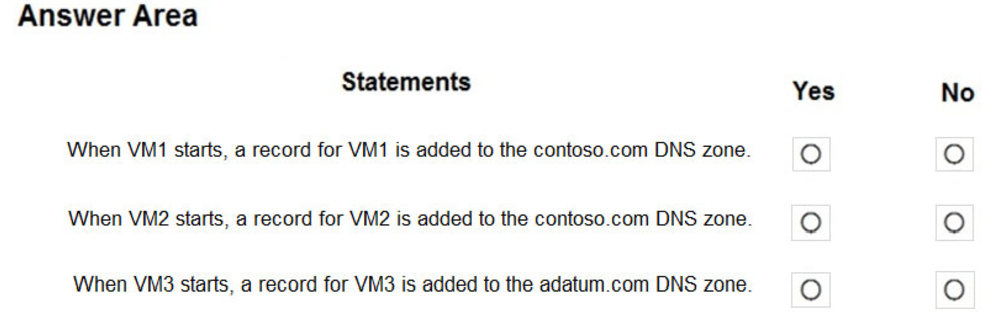 Answer Area
Statements Yes No
When VM1 starts, a record for VM1 is added to the contoso.com DNS zone.
When VM2 starts, a record for VM2 is added to the contoso.com DNS zone.
When VM3 starts, a record for VM3 is added to the adatum.com DNS zone.